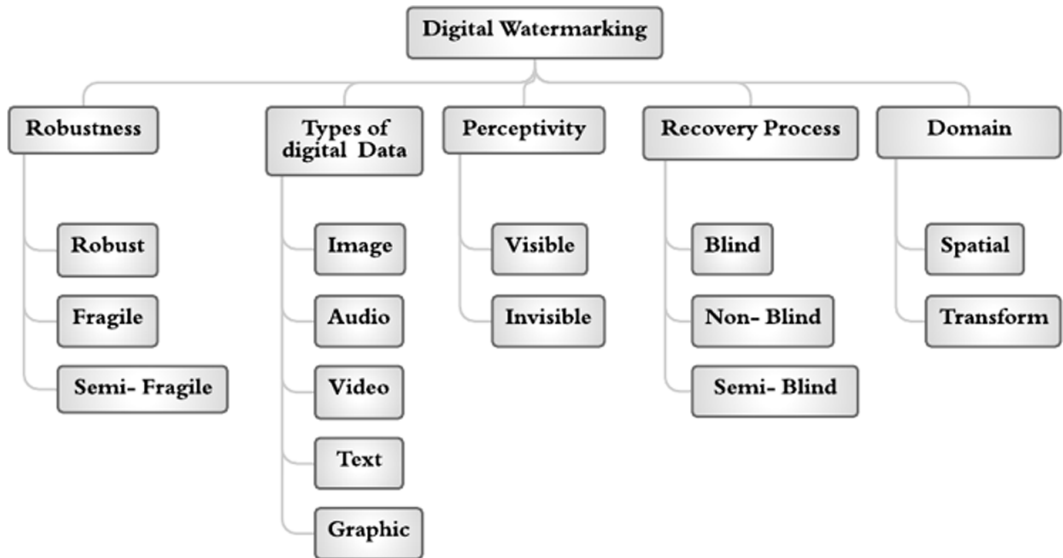 Digital Watermarking
Robustness
Types of
digital Data
Perceptivity
Recovery Process
Domain
Robust
Fragile
Semi- Fragile
Image
Audio
Video
Text
Graphic
Visible
Invisible
Blind
Non- Blind
Semi- Blind
Spatial
Transform